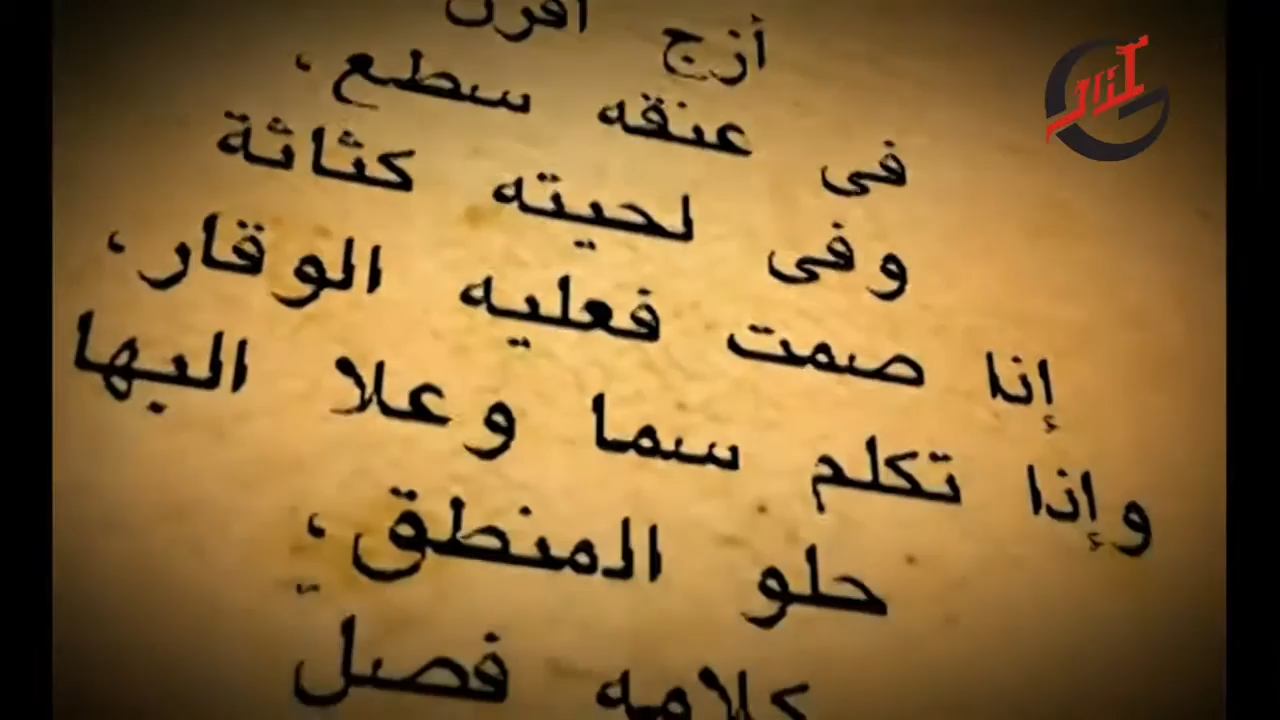 أزج أقرن
فى عنقه سطع،
وفى لحيته كثاثة
إذا صمت فعليه الوقار،
وإذا تكلم سما وعلا البها
حلو المنطق،
كلامه فصل